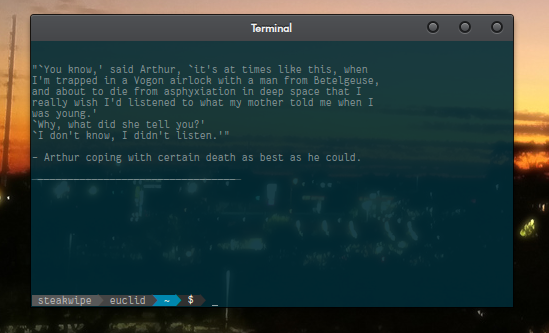 Terminal
"`You know,' said Arthur, `it's at times like this, when
I'm trapped in a Vogon airlock with a man from Betelgeuse,
and about to die from asphyxiation in deep space that I
really wish I'd listened to what my mother told me when I
was young.'
`Why, what did she tell you?'
`I don't know, I didn't listen.'"
- Arthur coping with certain death as best as he could.
steakwipe euclid ~ $ _